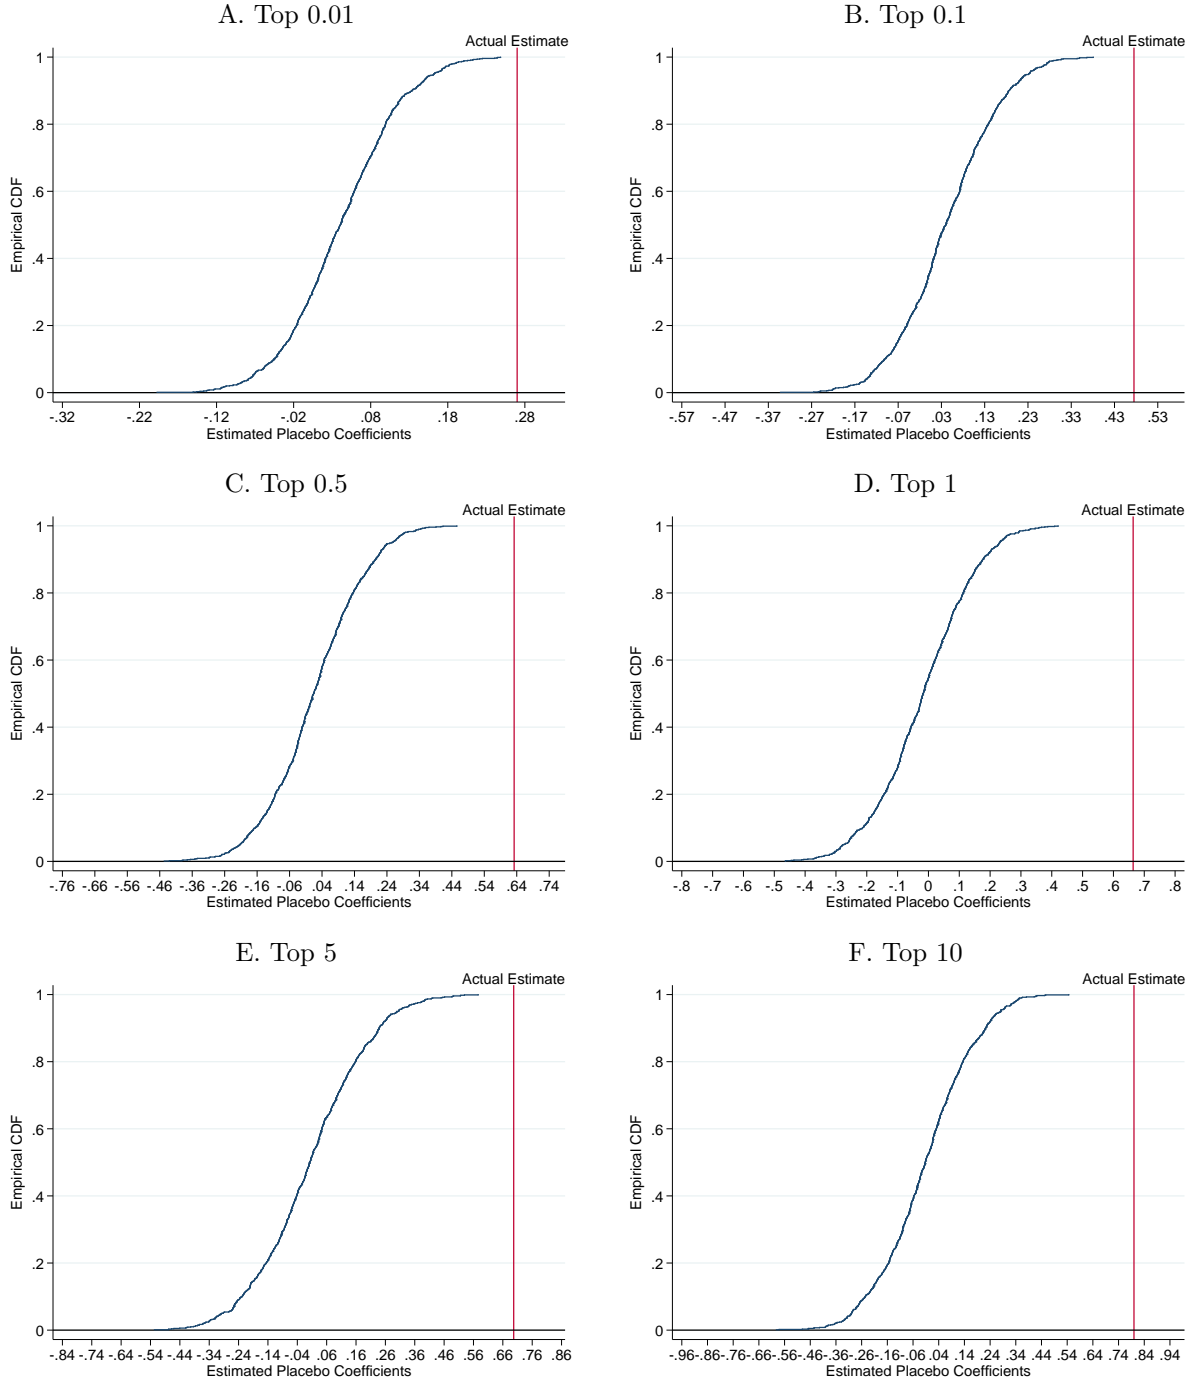 A. Top 0.01
Actual Estimate
Empirical CDF
1
.8
.6
.4
.2
0
-.32 -.22 -.12 -.02 .08 .18 .28
Estimated Placebo Coefficients
B. Top 0.1
Actual Estimate
Empirical CDF
1
.8
.6
.4
.2
0
-.57 -.47 -.37 -.27 -.17 -.07 .03 .13 .23 .33 .43 .53
Estimated Placebo Coefficients
C. Top 0.5
Actual Estimate
Empirical CDF
1
.8
.6
.4
.2
0
-.76 -.66 -.56 -.46 -.36 -.26 -.16 -.06 .04 .14 .24 .34 .44 .54 .64 .74
Estimated Placebo Coefficients
D. Top 1
Actual Estimate
Empirical CDF
1
.8
.6
.4
.2
0
-.8 -.7 -.6 -.5 -.4 -.3 -.2 -.1 0 .1 .2 .3 .4 .5 .6 .7 .8
Estimated Placebo Coefficients
E. Top 5
Actual Estimate
Empirical CDF
1
.8
.6
.4
.2
0
-.84 -.74 -.64 -.54 -.44 -.34 -.24 -.14 -.04 .06 .16 .26 .36 .46 .56 .66 .76 .86
Estimated Placebo Coefficients
F. Top 10
Actual Estimate
Empirical CDF
1
.8
.6
.4
.2
0
-.96 -.86 -.76 -.66 -.56 -.46 -.36 -.26 -.16 -.06 .04 .14 .24 .34 .44 .54 .64 .74 .84 .94
Estimated Placebo Coefficients